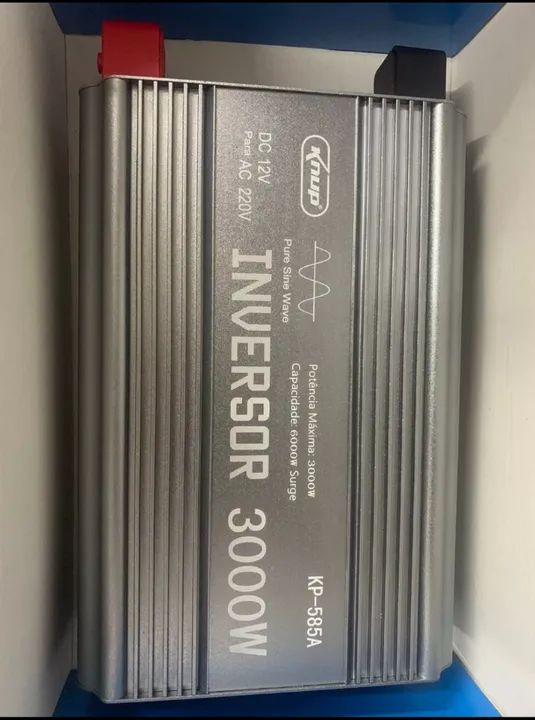 Knup®
DC 12V
Para AC 220V
Pure Sine Wave
INVERSOR 3000W
Potência Máxima: 3000W
Capacidade: 6000W Surge
KP-585A